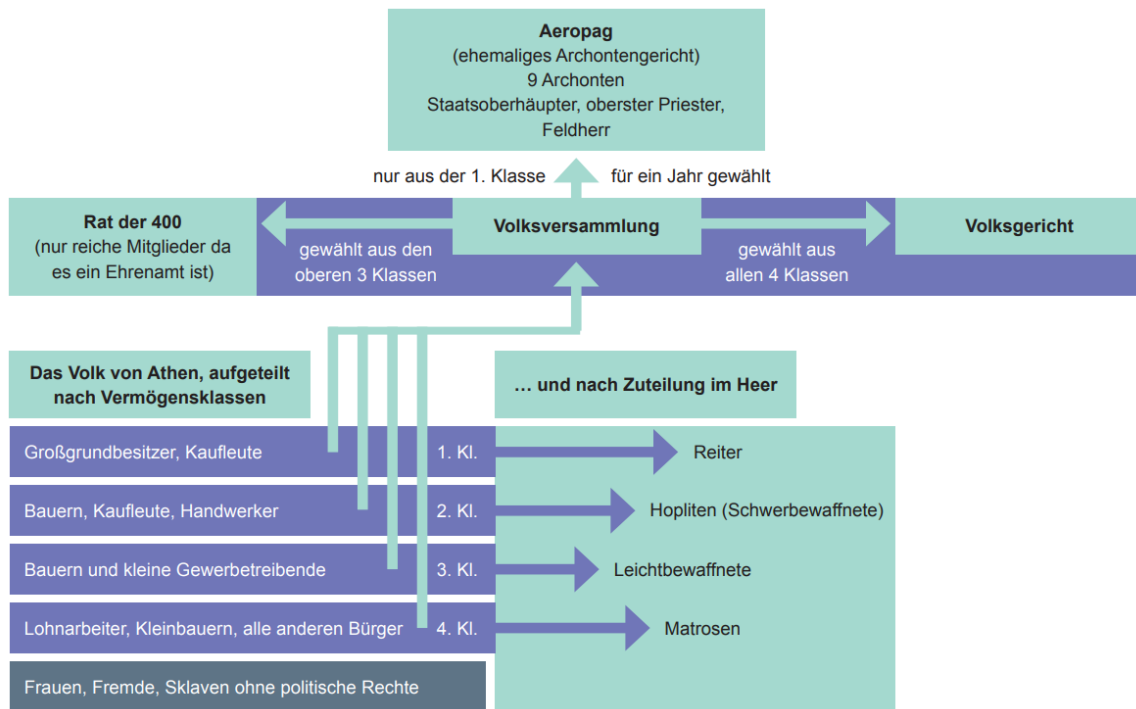 Aeropag
(ehemaliges Archontengericht)
9 Archonten
Staatsoberhäupter, oberster Priester,
Feldherr
nur aus der 1. Klasse
für ein Jahr gewählt
Rat der 400
(nur reiche Mitglieder da
es ein Ehrenamt ist)
gewählt aus den
oberen 3 Klassen
Volksversammlung
gewählt aus
allen 4 Klassen
Volksgericht
Das Volk von Athen, aufgeteilt
nach Vermögensklassen
... und nach Zuteilung im Heer
Großgrundbesitzer, Kaufleute 1. Kl. Reiter
Bauern, Kaufleute, Handwerker 2. Kl. Hopliten (Schwerbewaffnete)
Bauern und kleine Gewerbetreibende 3. Kl. Leichtbewaffnete
Lohnarbeiter, Kleinbauern, alle anderen Bürger 4. Kl. Matrosen
Frauen, Fremde, Sklaven ohne politische Rechte